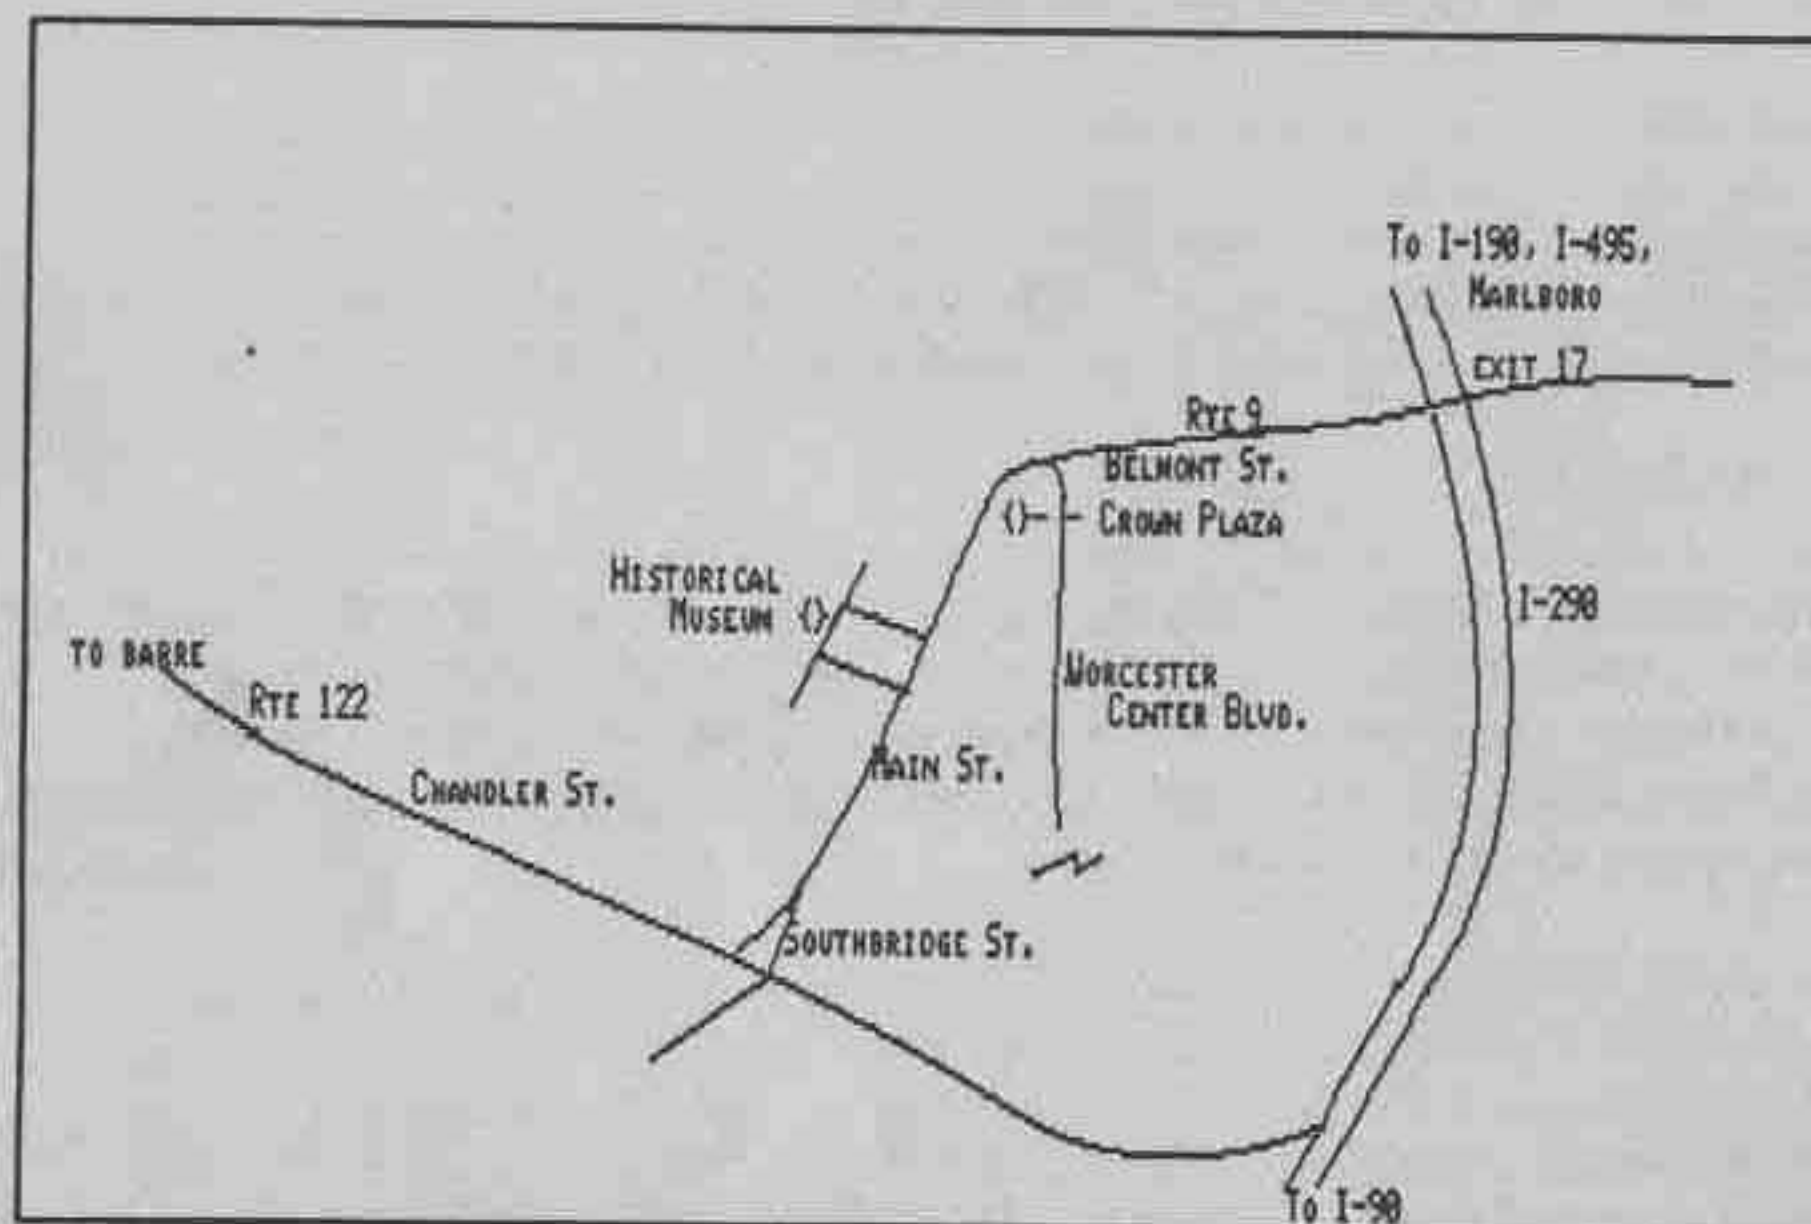 To I-190, I-495,
Marlboro
EXIT 17
Rte 9
Belmont St.
{}- - Crown Plaza
Historical
Museum {}
I-290
TO BARRE
Rte 122
Worcester
Center Blvd.
Main St.
Chandler St.
Southbridge St.
To I-90